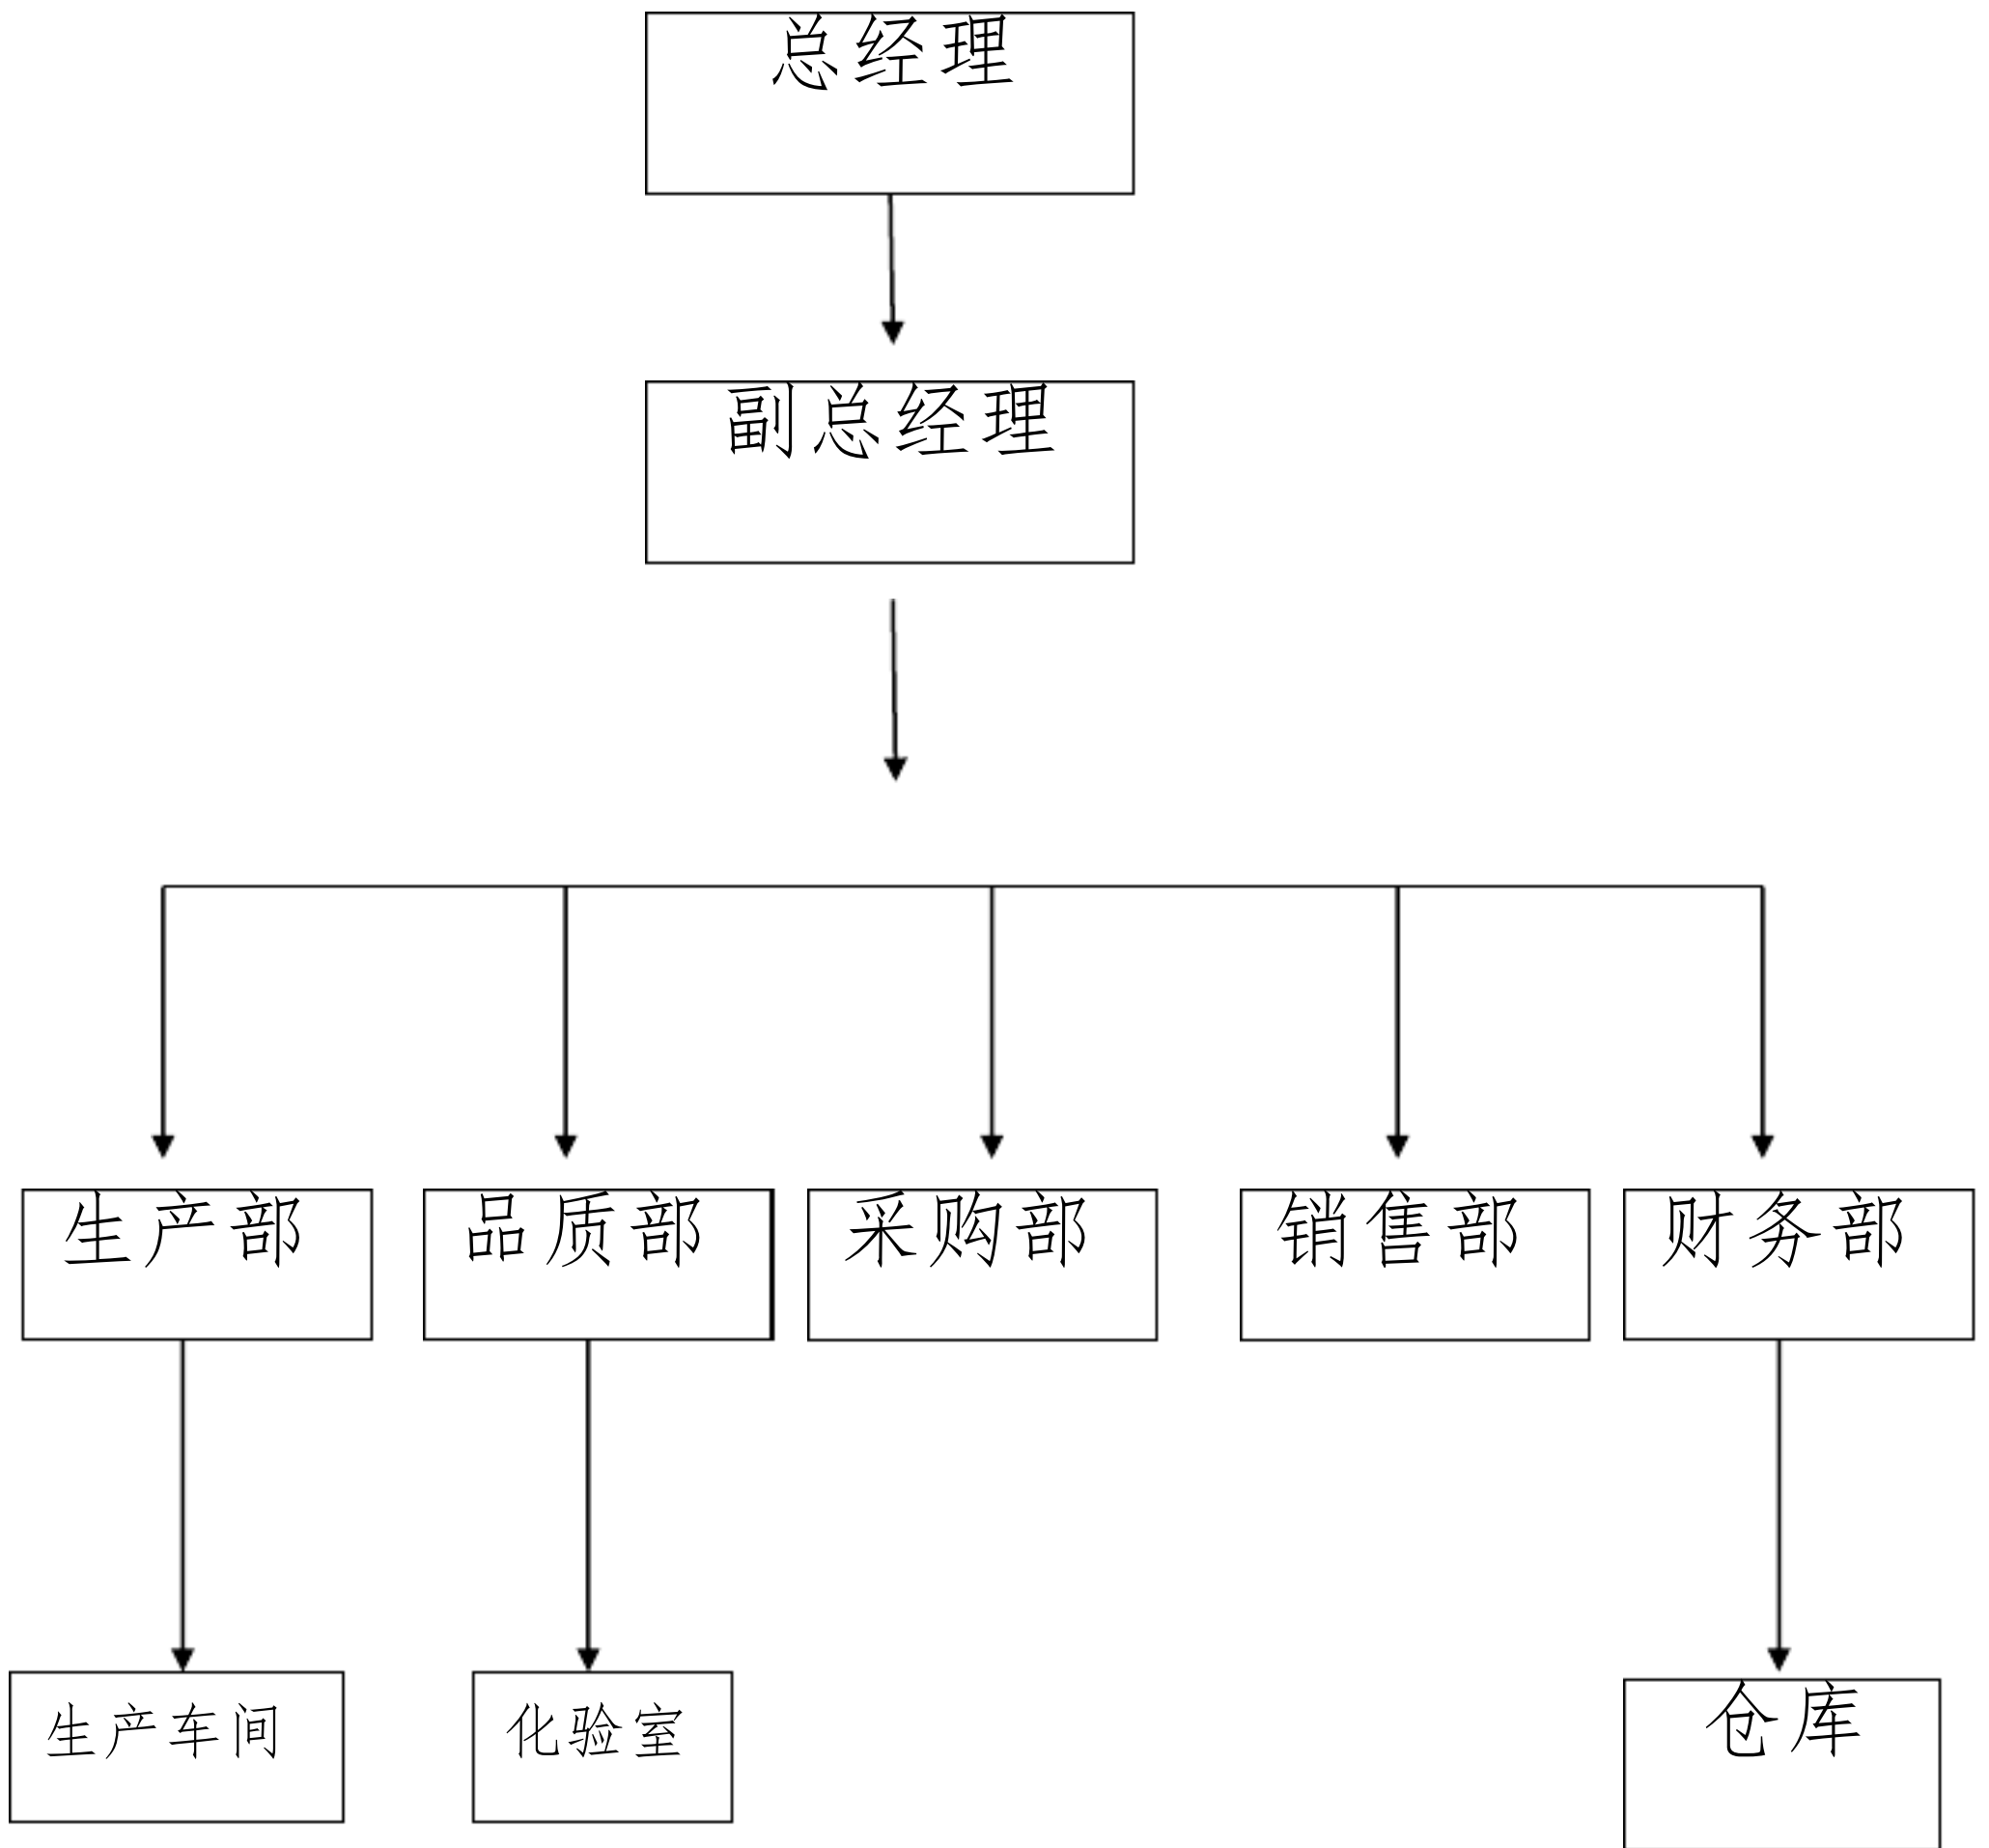 总经理
副总经理
生产部
品质部
采购部
销售部
财务部
生产车间
化验室
仓库